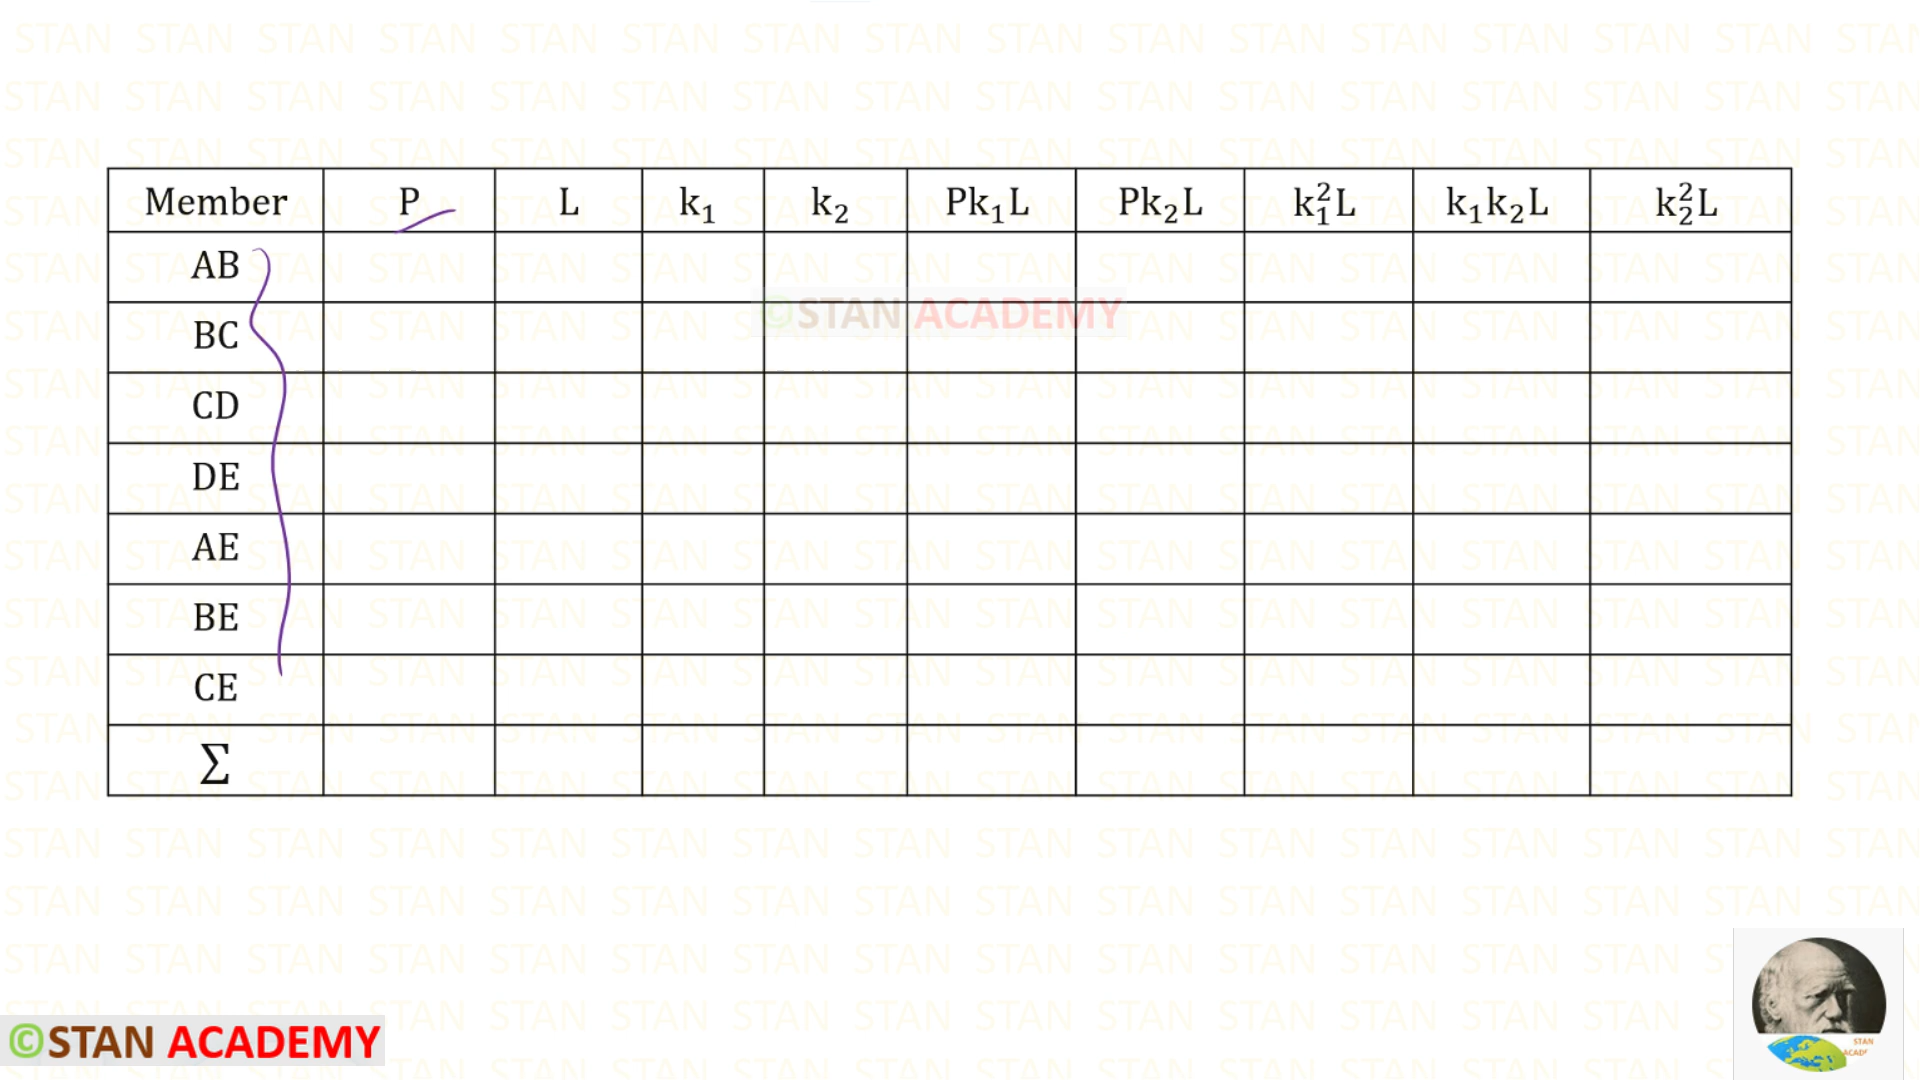 Member P L k₁ k₂ Pk₁L Pk₂L k₁²L k₁k₂L k₂²L
AB
©STAN ACADEMY
BC
CD
DE
AE
BE
CE
∑
©STAN ACADEMY
STAN